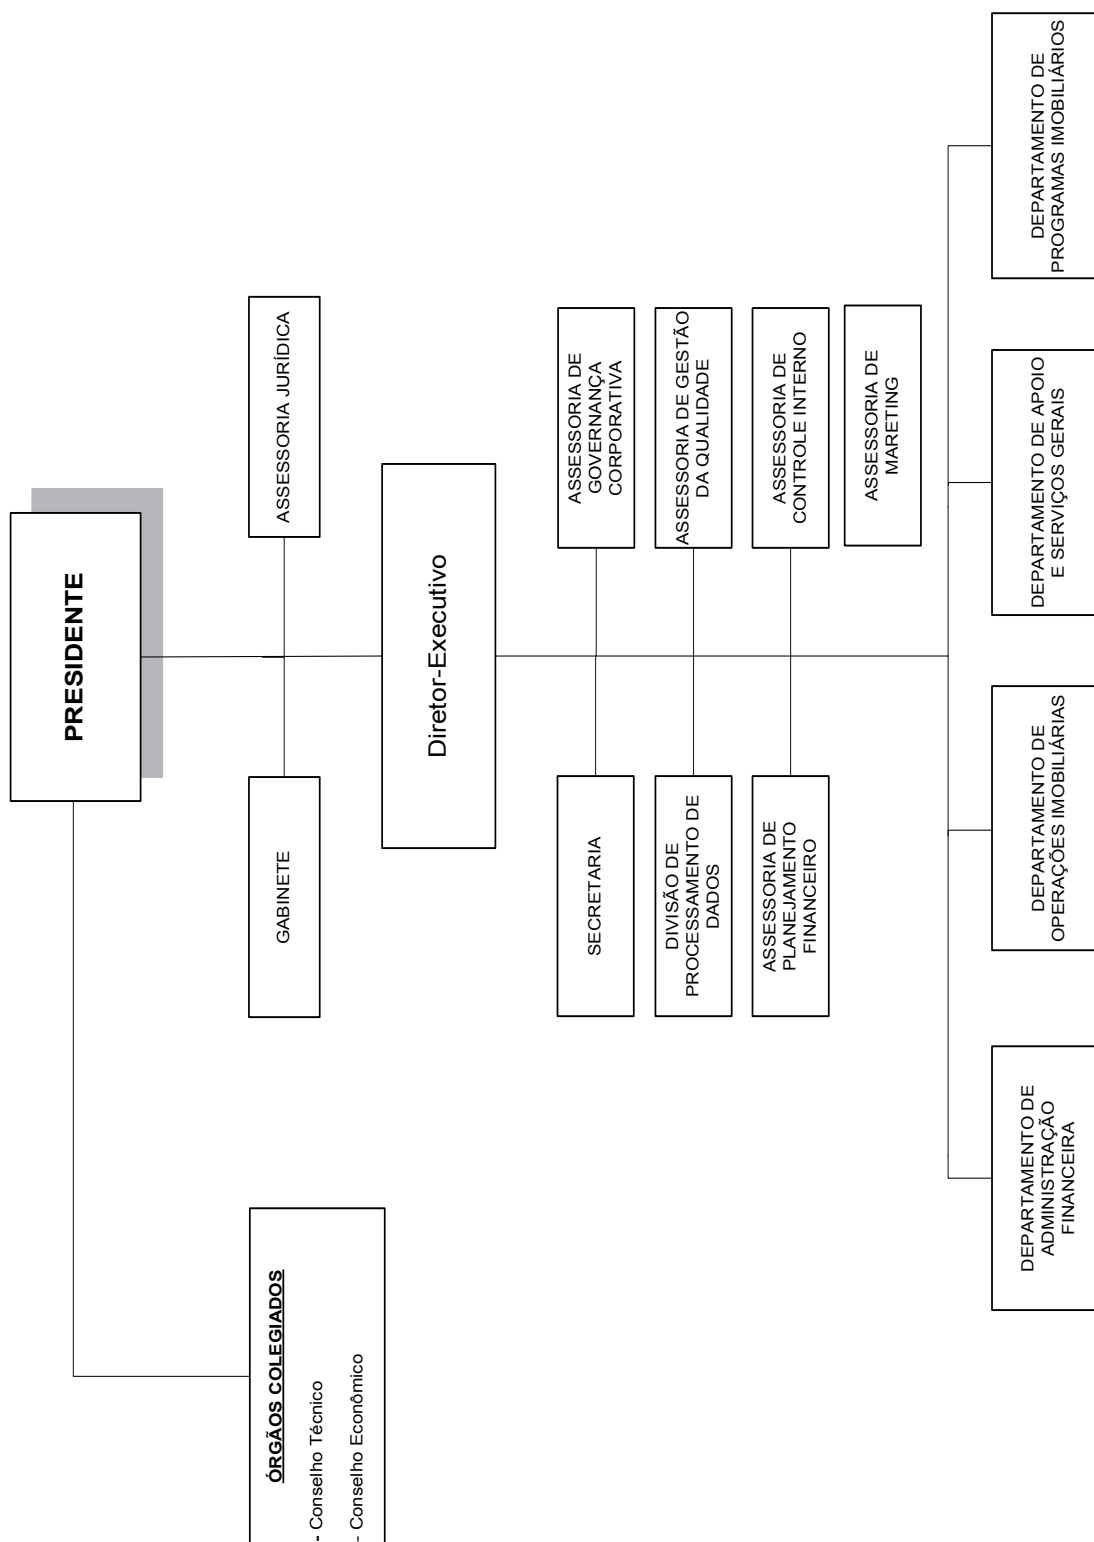 PRESIDENTE
ÓRGÃOS COLEGIADOS
- Conselho Técnico
- Conselho Econômico
GABINETE
ASSESSORIA JURÍDICA
Diretor-Executivo
SECRETARIA
ASSESSORIA DE
GOVERNANÇA
CORPORATIVA
DIVISÃO DE
PROCESSAMENTO DE
DADOS
ASSESSORIA DE GESTÃO
DA QUALIDADE
ASSESSORIA DE
PLANEJAMENTO
FINANCEIRO
ASSESSORIA DE
CONTROLE INTERNO
ASSESSORIA DE
MARETING
DEPARTAMENTO DE
ADMINISTRAÇÃO
FINANCEIRA
DEPARTAMENTO DE
OPERAÇÕES IMOBILIÁRIAS
DEPARTAMENTO DE APOIO
E SERVIÇOS GERAIS
DEPARTAMENTO DE
PROGRAMAS IMOBILIÁRIOS